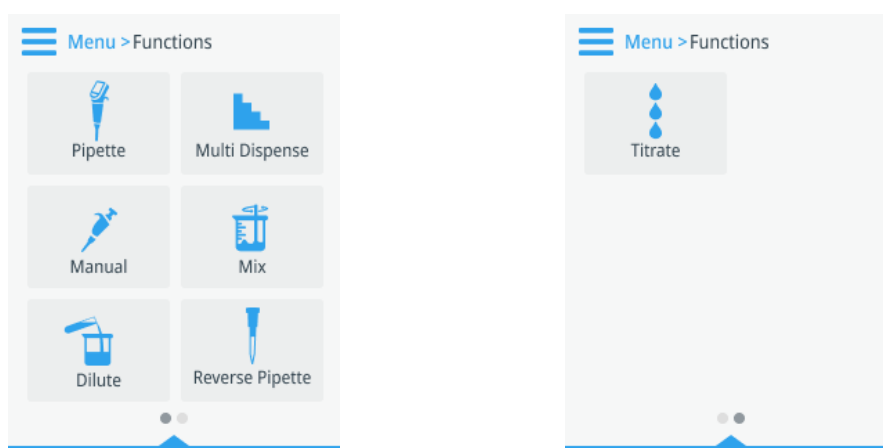 Menu > Functions
Pipette
Multi Dispense
Manual
Mix
Dilute
Reverse Pipette
Menu > Functions
Titrate